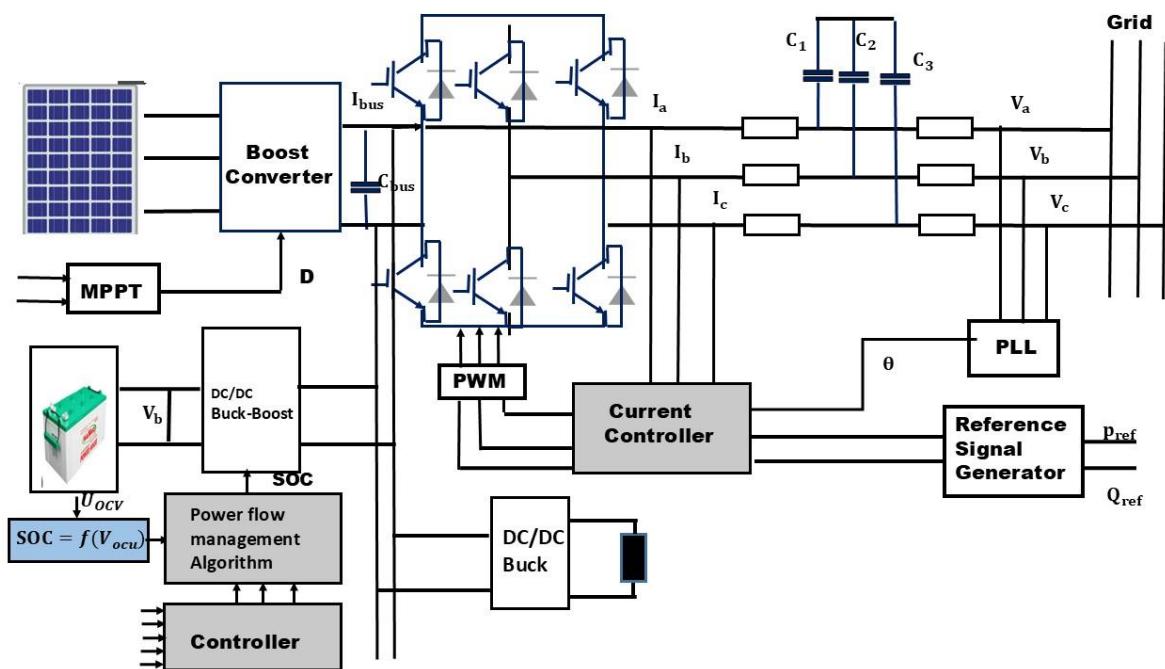 Grid
C1
C2
C3
Ibus
Ia
Va
Boost
Converter
Ib
Vb
Cbus
Ic
Vc
MPPT
D
PLL
θ
PWM
DC/DC
Buck-Boost
Vb
Current
Controller
Reference
Signal
Generator
pref
Qref
SOC
UOCV
SOC = f(Vocu)
Power flow
management
Algorithm
DC/DC
Buck
Controller